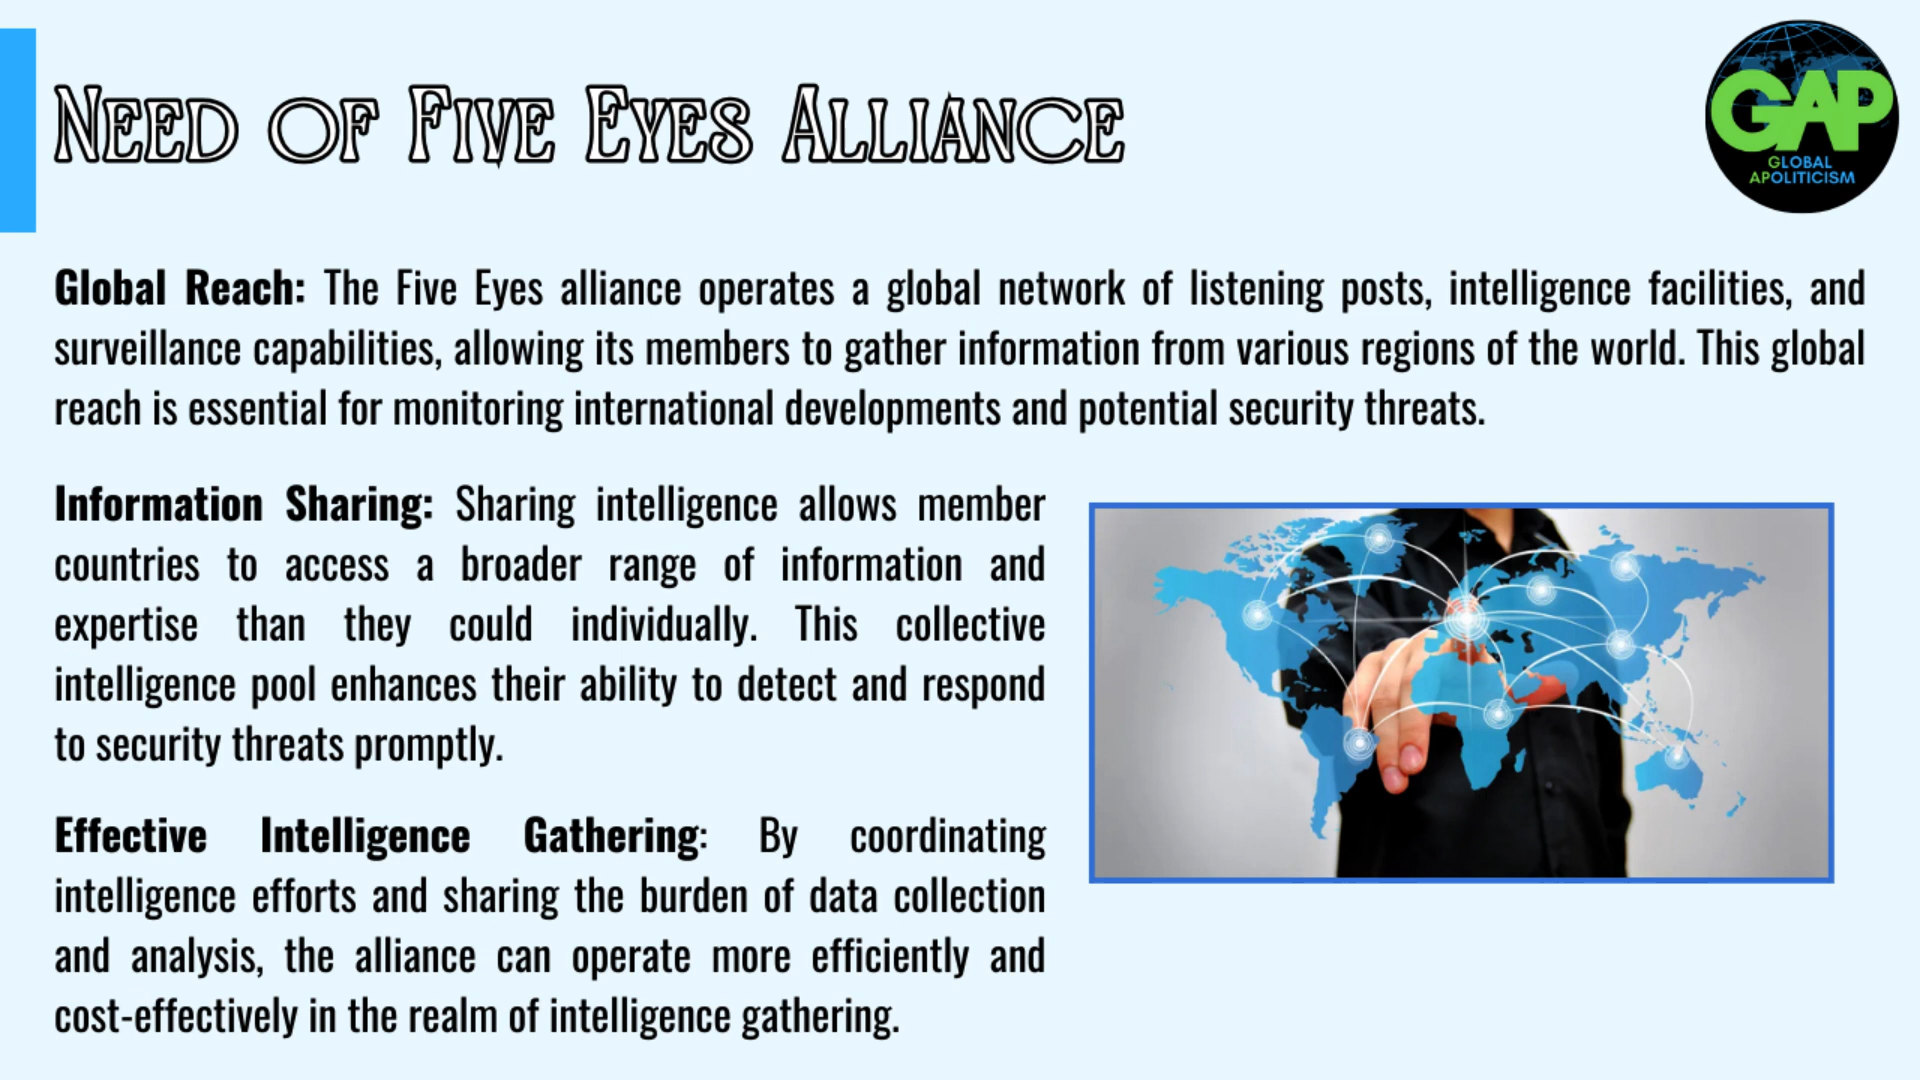 NEED OF FIVE EYES ALLIANCE
GAP
GLOBAL
APOLITICISM
Global Reach: The Five Eyes alliance operates a global network of listening posts, intelligence facilities, and
surveillance capabilities, allowing its members to gather information from various regions of the world. This global
reach is essential for monitoring international developments and potential security threats.
Information Sharing: Sharing intelligence allows member
countries to access a broader range of information and
expertise than they could individually. This collective
intelligence pool enhances their ability to detect and respond
to security threats promptly.
Effective Intelligence Gathering: By coordinating
intelligence efforts and sharing the burden of data collection
and analysis, the alliance can operate more efficiently and
cost-effectively in the realm of intelligence gathering.